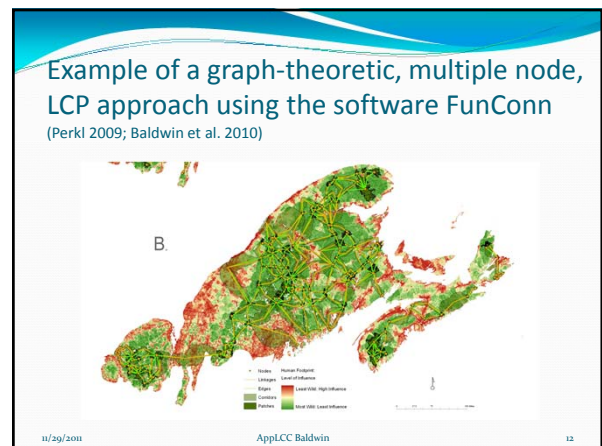 Example of a graph-theoretic, multiple node,
LCP approach using the software FunConn
(Perkl 2009; Baldwin et al. 2010)
B.
Nodes
Linkages
Edges
Corridors
Patches
Human Footprint
Level of Influence
Least Wild: High Influence
Most Wild: Least Influence
11/29/2011
AppLCC Baldwin
12